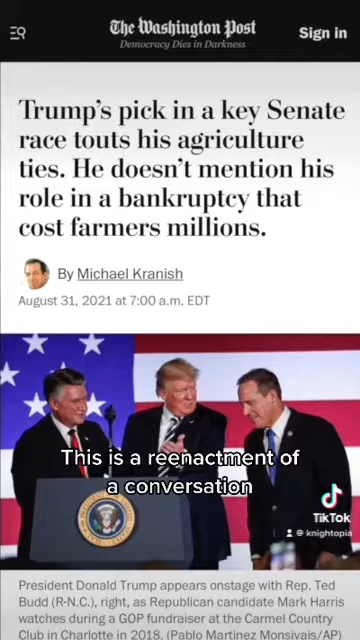 The Washington Post
Democracy Dies in Darkness
Sign in
Trump's pick in a key Senate
race touts his agriculture
ties. He doesn't mention his
role in a bankruptcy that
cost farmers millions.
By Michael Kranish
August 31, 2021 at 7:00 a.m. EDT
This is a reenactment of
a conversation
TikTok
@ knightopia
President Donald Trump appears onstage with Rep. Ted
Budd (R-N.C.), right, as Republican candidate Mark Harris
watches during a GOP fundraiser at the Carmel Country
Club in Charlotte in 2018. (Pablo Martinez Monsivais/AP)